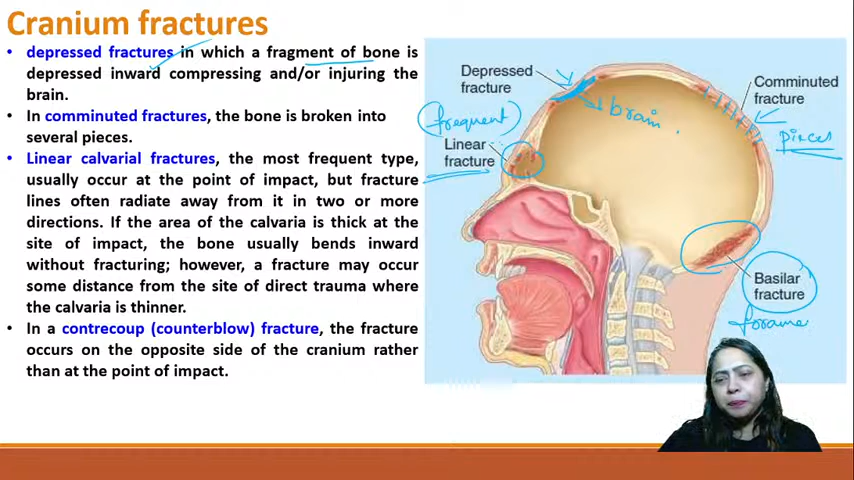 Cranium fractures
• depressed fractures in which a fragment of bone is
depressed inward compressing and/or injuring the
brain.
• In comminuted fractures, the bone is broken into
several pieces.
• Linear calvarial fractures, the most frequent type,
usually occur at the point of impact, but fracture
lines often radiate away from it in two or more
directions. If the area of the calvaria is thick at the
site of impact, the bone usually bends inward
without fracturing; however, a fracture may occur
some distance from the site of direct trauma where
the calvaria is thinner.
• In a contrecoup (counterblow) fracture, the fracture
occurs on the opposite side of the cranium rather
than at the point of impact.
Depressed
fracture
Comminuted
fracture
brain
(frequent)
pieces
Linear
fracture
Basilar
fracture
forame